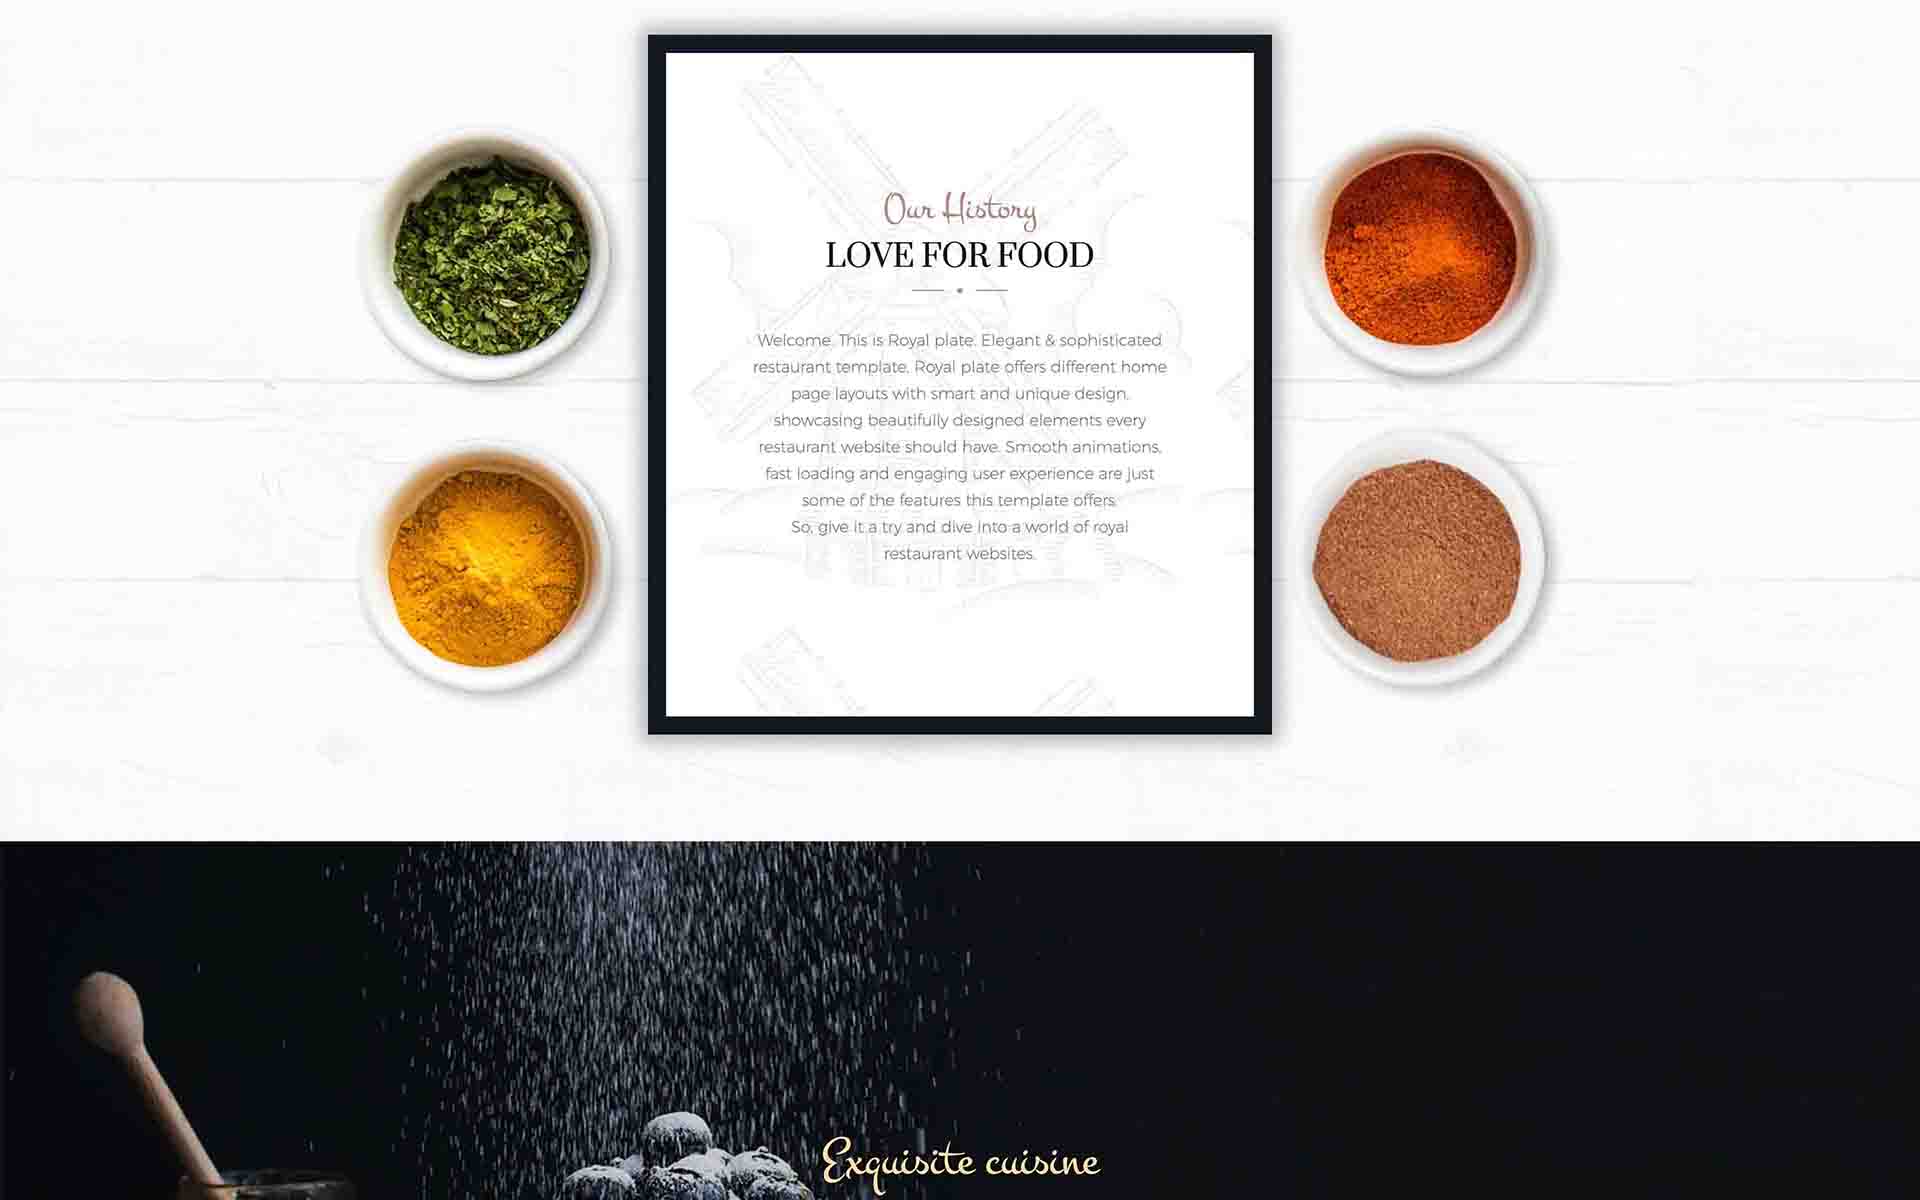 Our History
LOVE FOR FOOD
Welcome. This is Royal plate. Elegant & sophisticated
restaurant template. Royal plate offers different home
page layouts with smart and unique design,
showcasing beautifully designed elements every
restaurant website should have. Smooth animations,
fast loading and engaging user experience are just
some of the features this template offers.
So, give it a try and dive into a world of royal
restaurant websites.
Exquisite cuisine